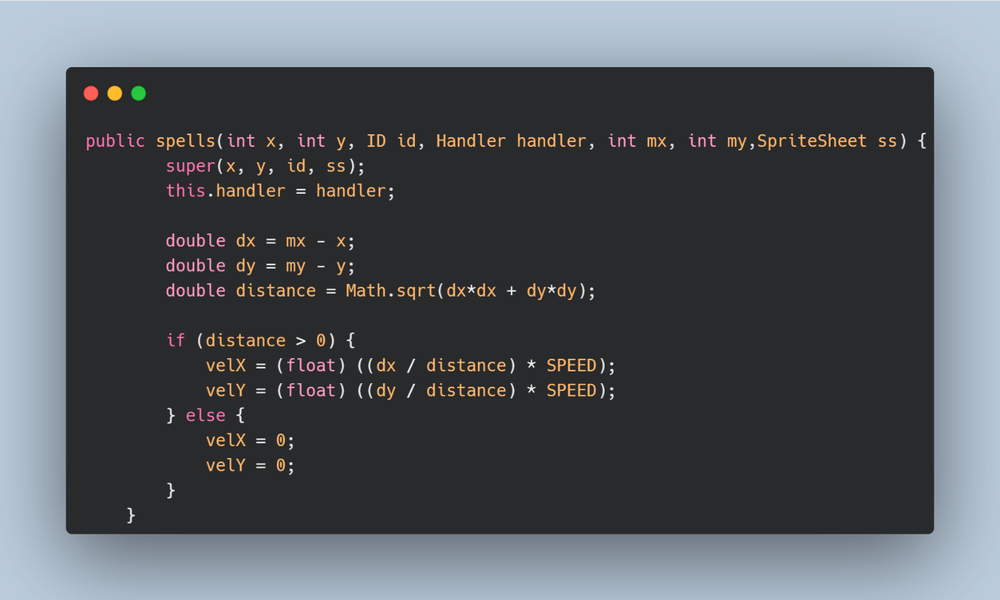 public spells(int x, int y, ID id, Handler handler, int mx, int my,SpriteSheet ss) {
        super(x, y, id, ss);
        this.handler = handler;

        double dx = mx - x;
        double dy = my - y;
        double distance = Math.sqrt(dx*dx + dy*dy);

        if (distance > 0) {
            velX = (float) ((dx / distance) * SPEED);
            velY = (float) ((dy / distance) * SPEED);
        } else {
            velX = 0;
            velY = 0;
        }
    }